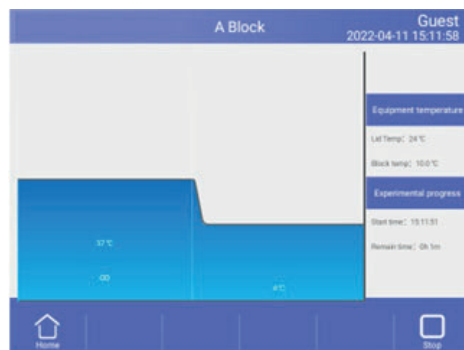 A Block
Guest
2022-04-11 15:11:58
Equipment temperature
Lid Temp: 24℃
Block temp: 10.0℃
Experimental progress
Start time: 15:11:51
Remain time: 0h 1m
37℃
∞
4℃
Home
Stop